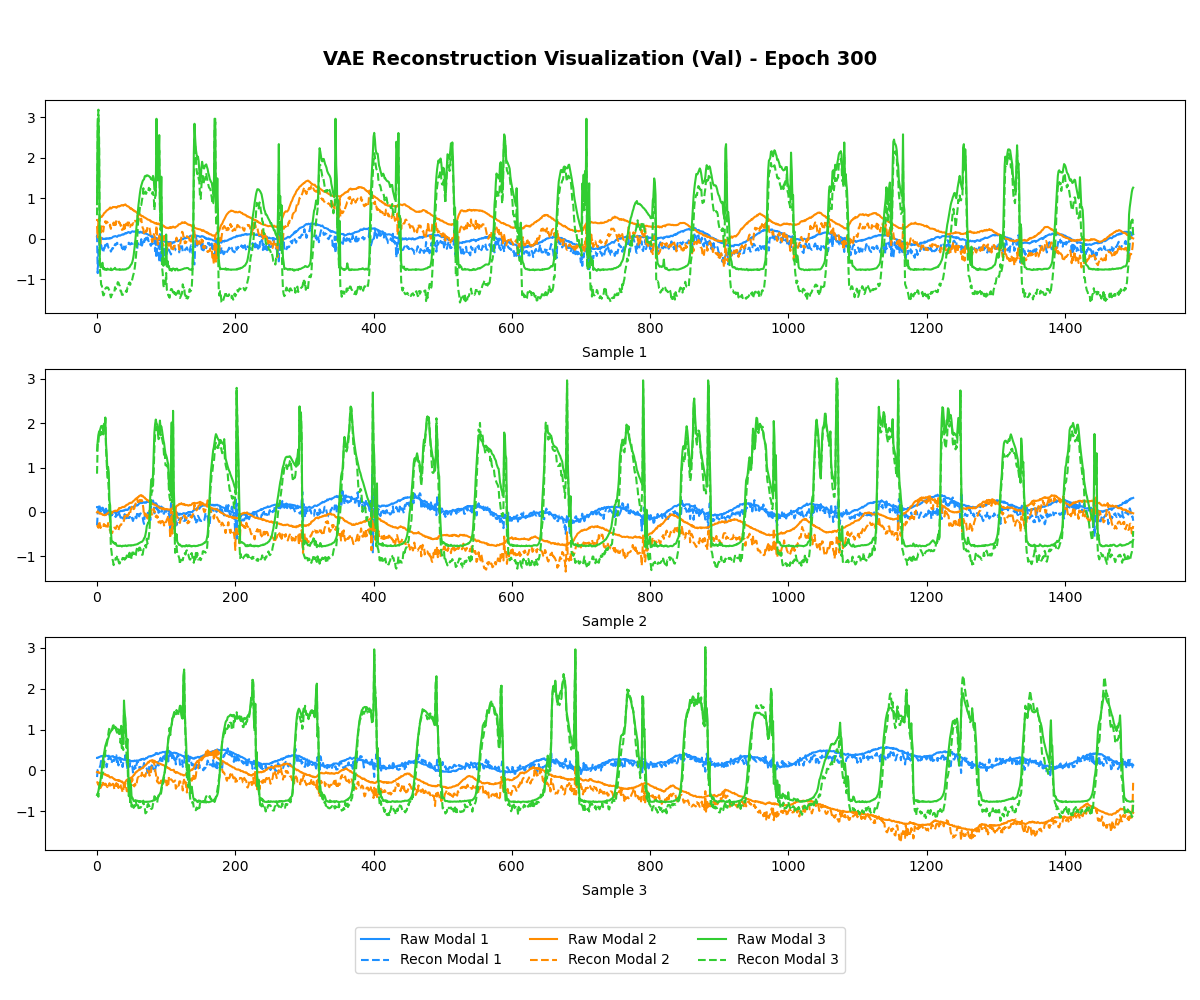 VAE Reconstruction Visualization (Val) - Epoch 300
3
2
1
0
−1
0 200 400 600 800 1000 1200 1400
Sample 1
3
2
1
0
−1
0 200 400 600 800 1000 1200 1400
Sample 2
3
2
1
0
−1
0 200 400 600 800 1000 1200 1400
Sample 3
Raw Modal 1 Raw Modal 2 Raw Modal 3
Recon Modal 1 Recon Modal 2 Recon Modal 3